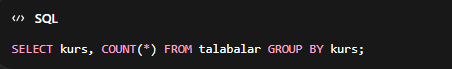 </> SQL
SELECT kurs, COUNT(*) FROM talabalar GROUP BY kurs;